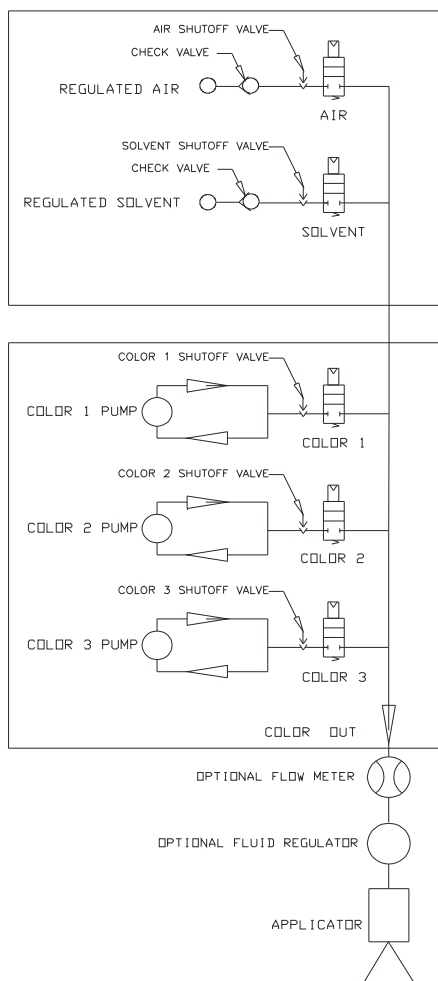 AIR SHUTOFF VALVE
CHECK VALVE
REGULATED AIR
AIR
SOLVENT SHUTOFF VALVE
CHECK VALVE
REGULATED SOLVENT
SOLVENT
COLOR 1 SHUTOFF VALVE
COLOR 1 PUMP
COLOR 1
COLOR 2 SHUTOFF VALVE
COLOR 2 PUMP
COLOR 2
COLOR 3 SHUTOFF VALVE
COLOR 3 PUMP
COLOR 3
COLOR OUT
OPTIONAL FLOW METER
OPTIONAL FLUID REGULATOR
APPLICATOR